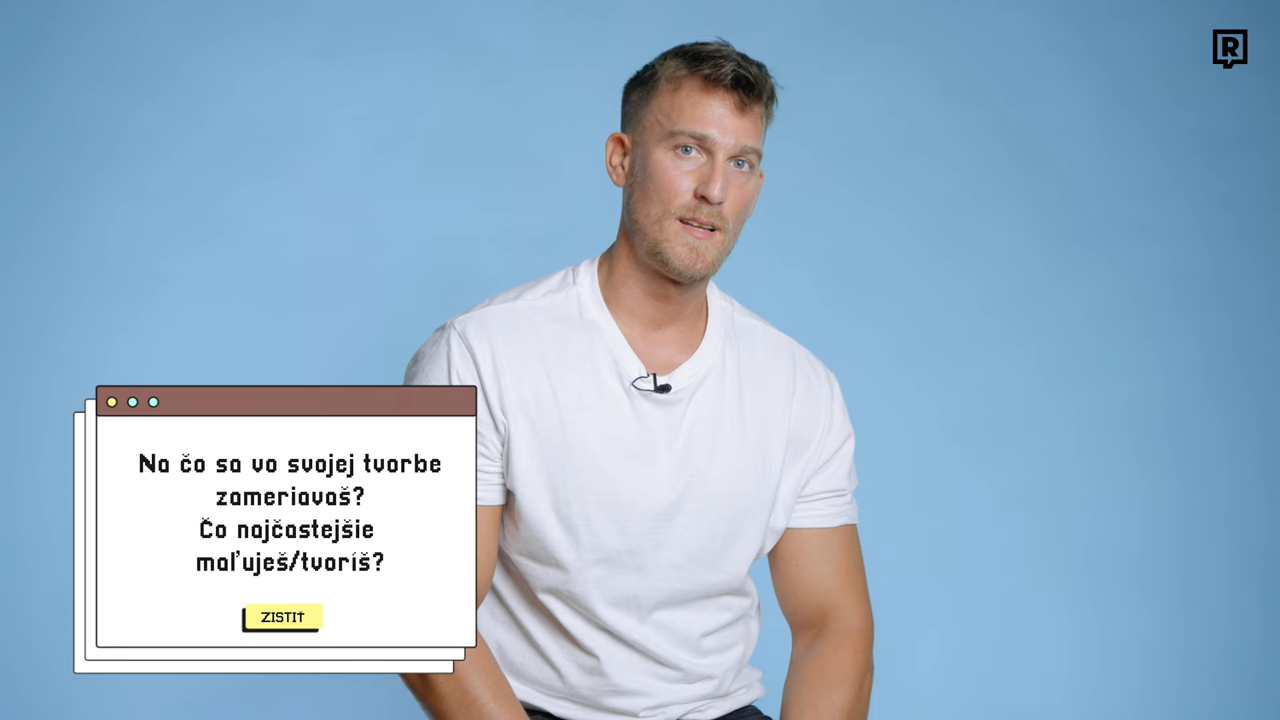 R
Na čo sa vo svojej tvorbe
zameriavaš?
Čo najčastejšie
maľuješ/tvoríš?
ZISTIŤ